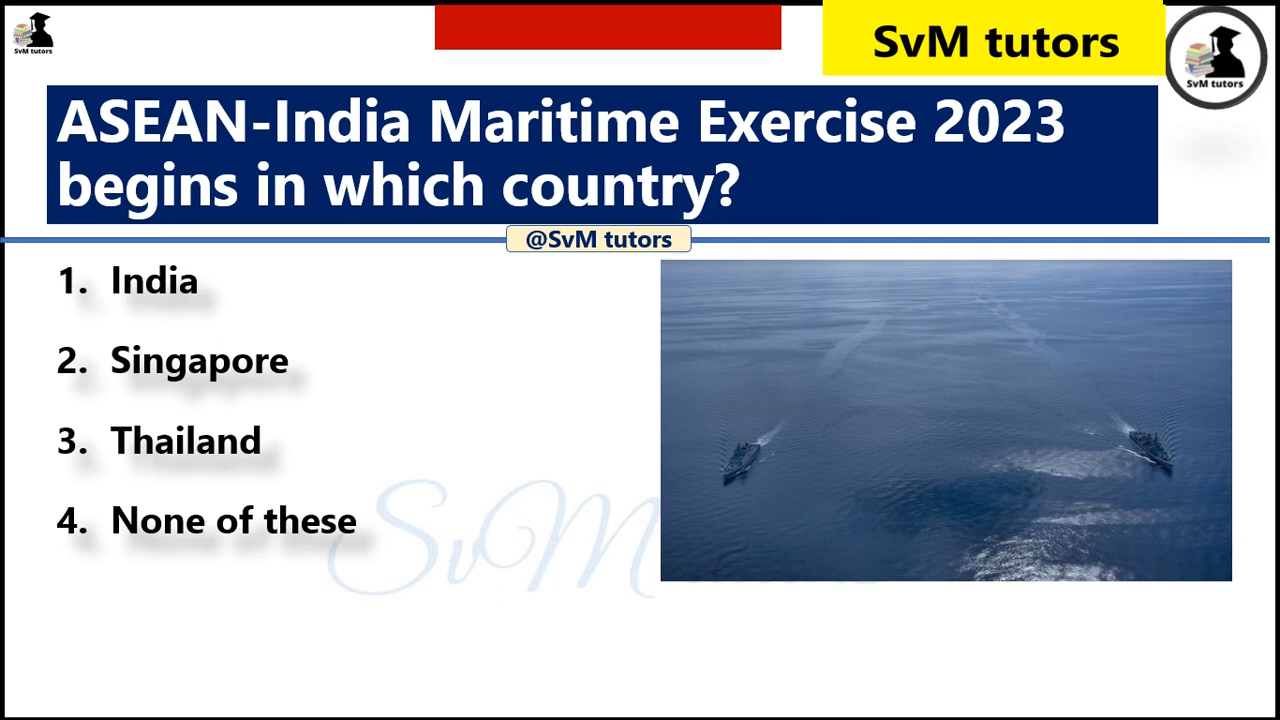 SvM tutors
SvM tutors
SvM tutors
ASEAN-India Maritime Exercise 2023
begins in which country?
@SvM tutors
1. India
2. Singapore
3. Thailand
4. None of these
SvM